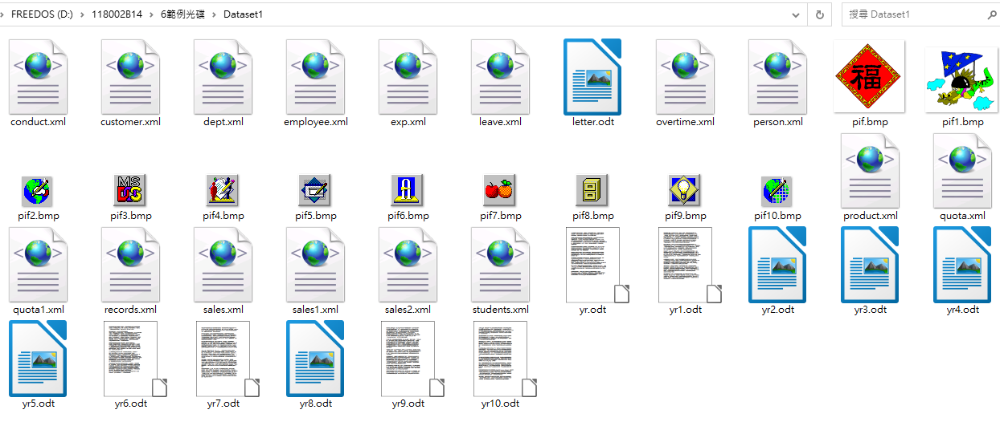 FREEDOS (D:) > 118002B14 > 6範例光碟 > Dataset1
搜尋 Dataset1
conduct.xml customer.xml dept.xml employee.xml exp.xml leave.xml letter.odt overtime.xml person.xml pif.bmp pif1.bmp
福
MS
pif2.bmp pif3.bmp pif4.bmp pif5.bmp pif6.bmp pif7.bmp pif8.bmp pif9.bmp pif10.bmp product.xml quota.xml
quota1.xml records.xml sales.xml sales1.xml sales2.xml students.xml yr.odt yr1.odt yr2.odt yr3.odt yr4.odt
yr5.odt yr6.odt yr7.odt yr8.odt yr9.odt yr10.odt